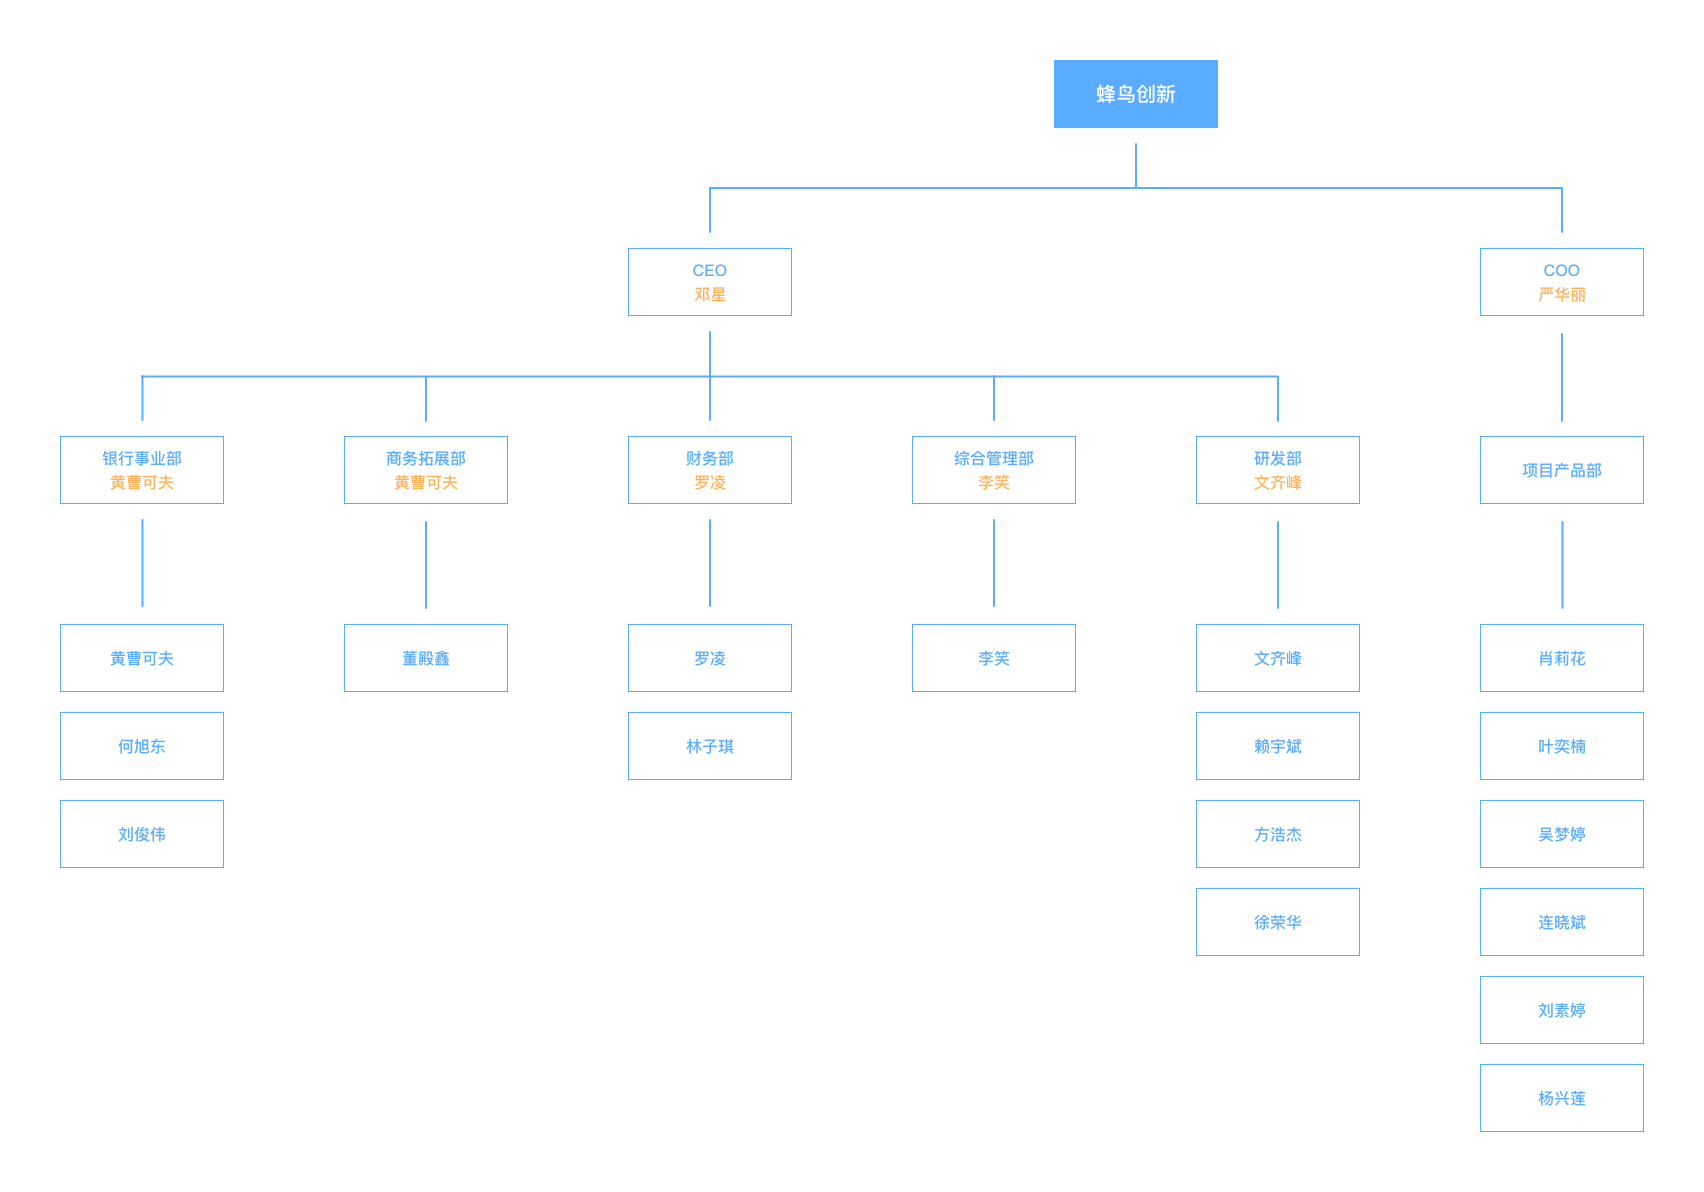 蜂鸟创新
CEO
邓星
COO
严华丽
银行事业部
黄曹可夫
商务拓展部
黄曹可夫
财务部
罗凌
综合管理部
李笑
研发部
文齐峰
项目产品部
黄曹可夫
董殿鑫
罗凌
李笑
文齐峰
肖莉花
何旭东
林子琪
赖宇斌
叶奕楠
刘俊伟
方浩杰
吴梦婷
徐荣华
连晓斌
刘素婷
杨兴莲